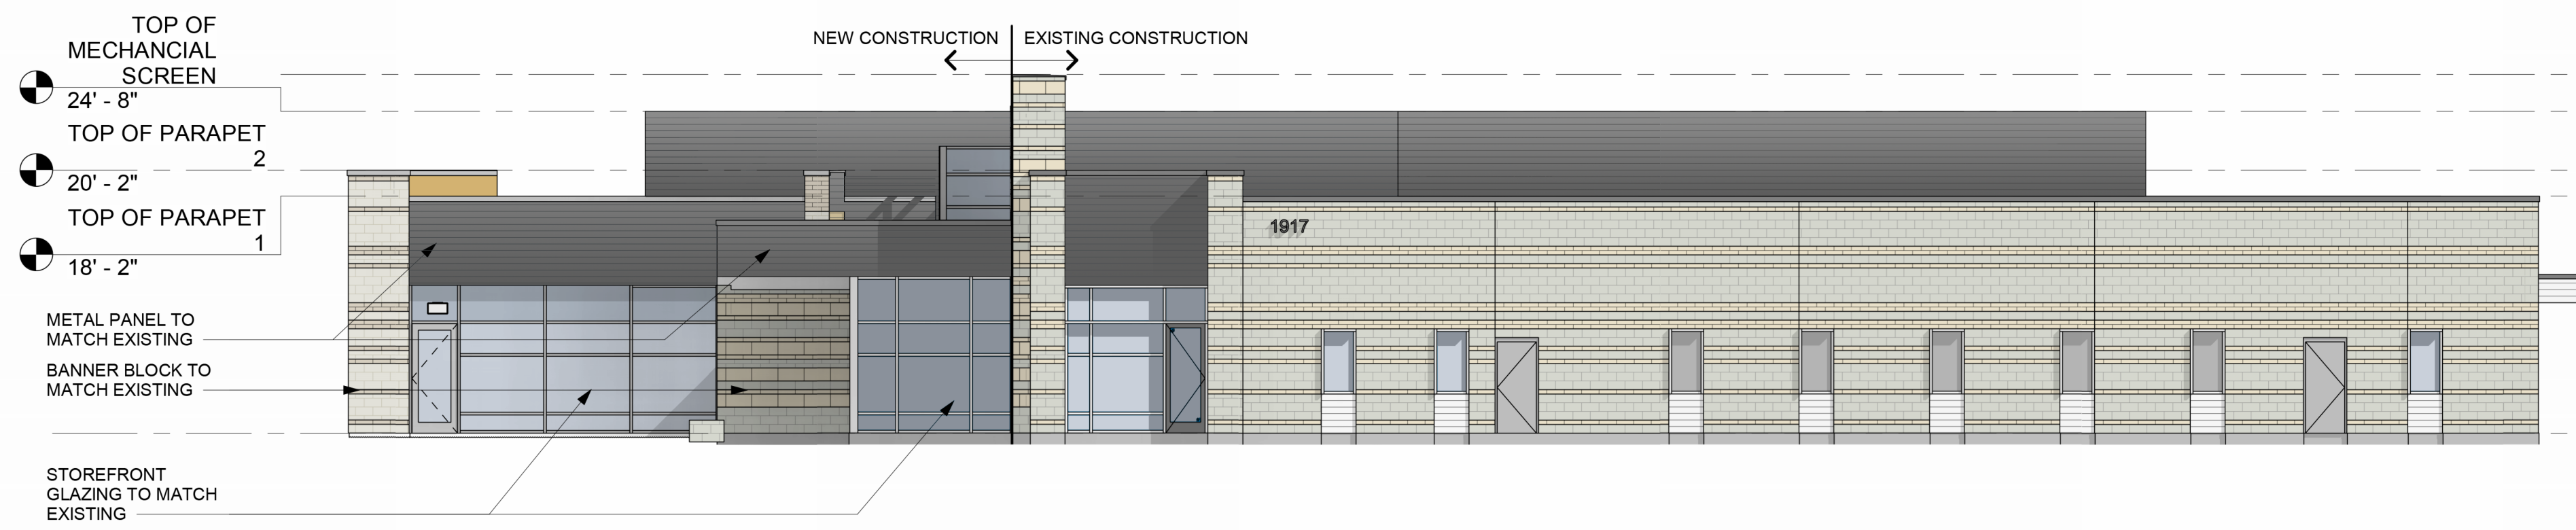 TOP OF
MECHANCIAL
SCREEN
24' - 8"
TOP OF PARAPET
2
20' - 2"
TOP OF PARAPET
1
18' - 2"
NEW CONSTRUCTION
EXISTING CONSTRUCTION
1917
METAL PANEL TO
MATCH EXISTING
BANNER BLOCK TO
MATCH EXISTING
STOREFRONT
GLAZING TO MATCH
EXISTING